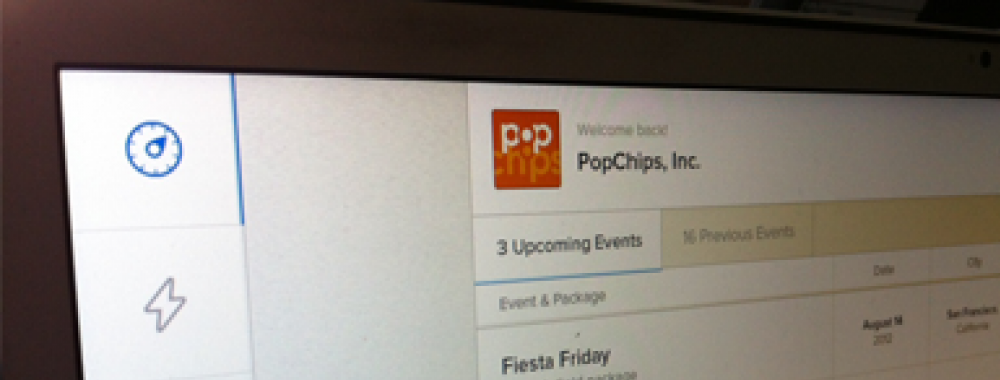 pop
chips
Welcome back!
PopChips, Inc.
3 Upcoming Events
16 Previous Events
Date
City
Event & Package
August 14
2012
San Francisco
California
Fiesta Friday
package